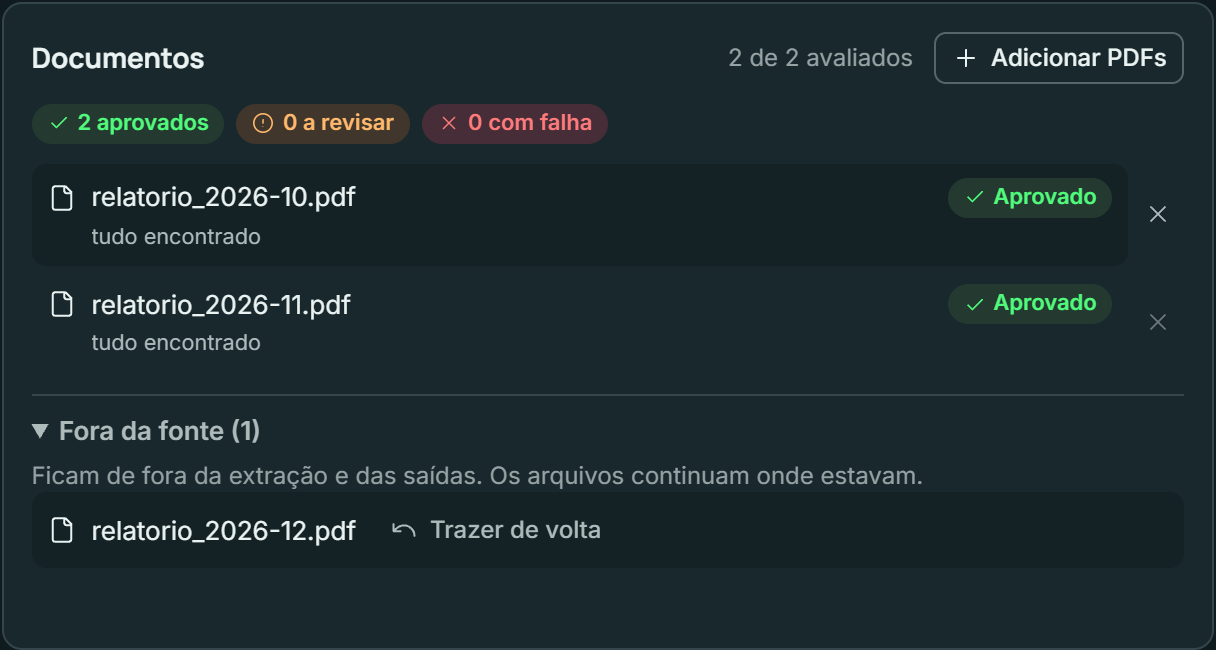 Documentos
2 de 2 avaliados
Adicionar PDFs
2 aprovados
0 a revisar
0 com falha
relatorio_2026-10.pdf
Aprovado
tudo encontrado
relatorio_2026-11.pdf
Aprovado
tudo encontrado
Fora da fonte (1)
Ficam de fora da extração e das saídas. Os arquivos continuam onde estavam.
relatorio_2026-12.pdf
Trazer de volta